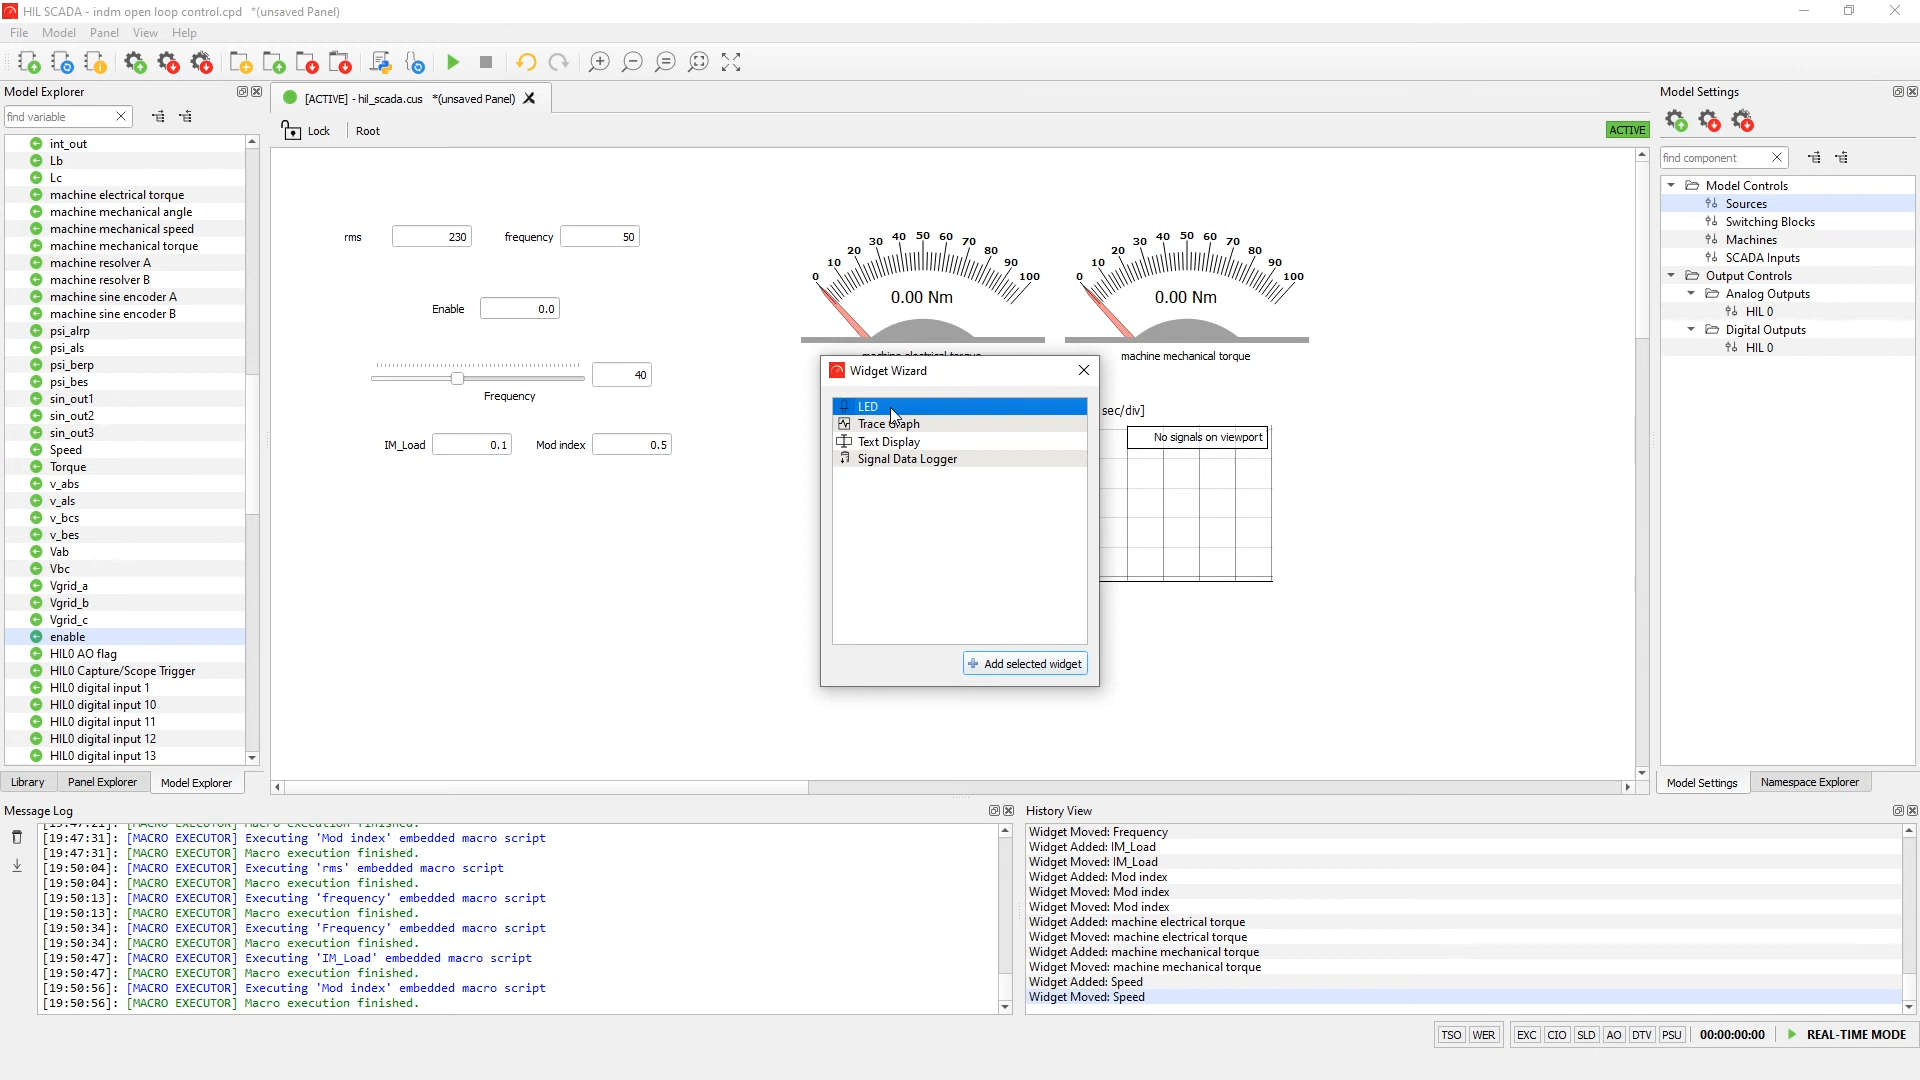 HIL SCADA - indm open loop control.cpd *(unsaved Panel)
File Model Panel View Help
Model Explorer
find variable
int_out
Lb
Lc
machine electrical torque
machine mechanical angle
machine mechanical speed
machine mechanical torque
machine resolver A
machine resolver B
machine sine encoder A
machine sine encoder B
psi_alrp
psi_als
psi_berp
psi_bes
sin_out1
sin_out2
sin_out3
Speed
Torque
v_abs
v_als
v_bcs
v_bes
Vab
Vbc
Vgrid_a
Vgrid_b
Vgrid_c
enable
HIL0 AO flag
HIL0 Capture/Scope Trigger
HIL0 digital input 1
HIL0 digital input 10
HIL0 digital input 11
HIL0 digital input 12
HIL0 digital input 13
Library Panel Explorer Model Explorer
[ACTIVE] - hil_scada.cus *(unsaved Panel)
Lock Root
ACTIVE
rms 230 frequency 50
Enable 0.0
40
Frequency
IM_Load 0.1 Mod index 0.5
0 10 20 30 40 50 60 70 80 90 100
0.00 Nm
0 10 20 30 40 50 60 70 80 90 100
0.00 Nm
machine mechanical torque
sec/div]
No signals on viewport
Widget Wizard
LED
Trace Graph
Text Display
Signal Data Logger
Add selected widget
Model Settings
find component
Model Controls
Sources
Switching Blocks
Machines
SCADA Inputs
Output Controls
Analog Outputs
HIL 0
Digital Outputs
HIL 0
Model Settings Namespace Explorer
Message Log
[19:47:31]: [MACRO EXECUTOR] Executing 'Mod index' embedded macro script
[19:47:31]: [MACRO EXECUTOR] Macro execution finished.
[19:50:04]: [MACRO EXECUTOR] Executing 'rms' embedded macro script
[19:50:04]: [MACRO EXECUTOR] Macro execution finished.
[19:50:13]: [MACRO EXECUTOR] Executing 'frequency' embedded macro script
[19:50:13]: [MACRO EXECUTOR] Macro execution finished.
[19:50:34]: [MACRO EXECUTOR] Executing 'Frequency' embedded macro script
[19:50:34]: [MACRO EXECUTOR] Macro execution finished.
[19:50:47]: [MACRO EXECUTOR] Executing 'IM_Load' embedded macro script
[19:50:47]: [MACRO EXECUTOR] Macro execution finished.
[19:50:56]: [MACRO EXECUTOR] Executing 'Mod index' embedded macro script
[19:50:56]: [MACRO EXECUTOR] Macro execution finished.
History View
Widget Moved: Frequency
Widget Added: IM_Load
Widget Moved: IM_Load
Widget Added: Mod index
Widget Moved: Mod index
Widget Moved: Mod index
Widget Added: machine electrical torque
Widget Moved: machine electrical torque
Widget Added: machine mechanical torque
Widget Moved: machine mechanical torque
Widget Added: Speed
Widget Moved: Speed
TSO WER EXC CIO SLD AO DTV PSU 00:00:00:00 REAL-TIME MODE